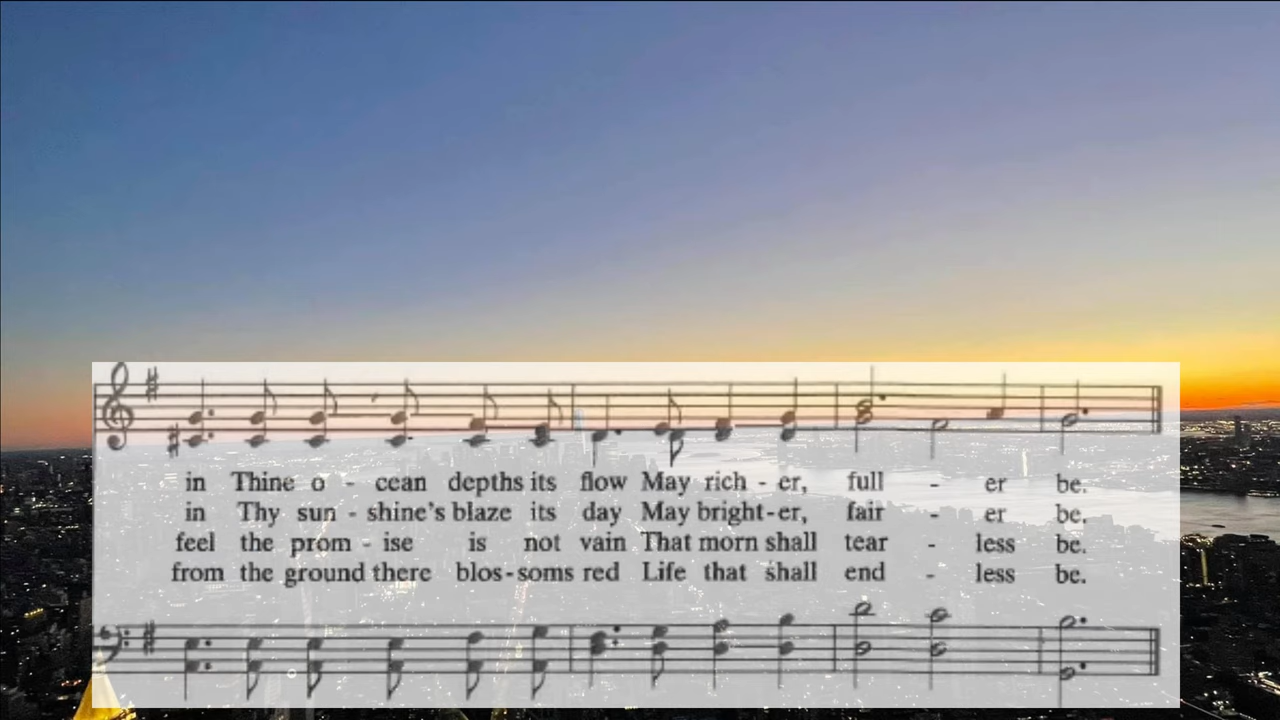 in Thine o - cean depths its flow May rich - er, full - er be.
in Thy sun - shine's blaze its day May bright-er, fair - er be.
feel the prom - ise is not vain That morn shall tear - less be.
from the ground there blos-soms red Life that shall end - less be.